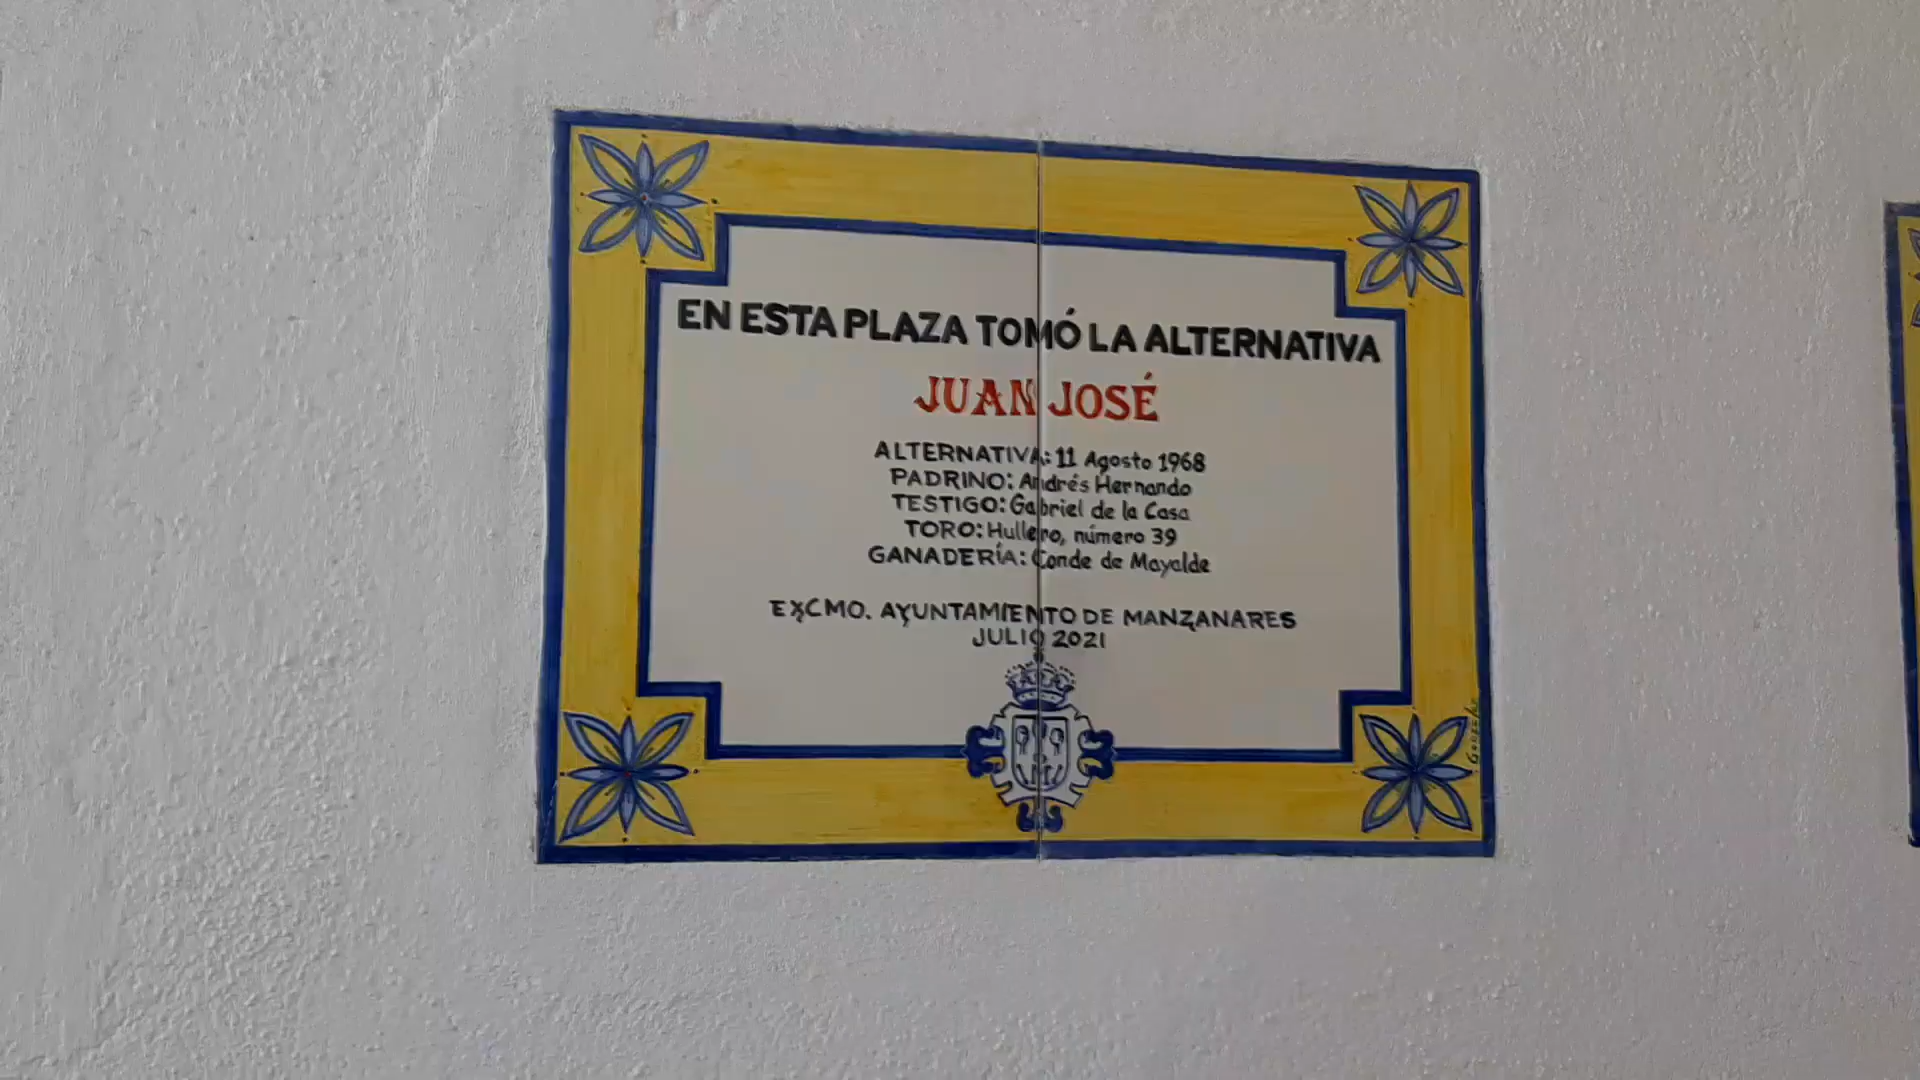 EN ESTA PLAZA TOMÓ LA ALTERNATIVA
JUAN JOSÉ
ALTERNATIVA: 11 Agosto 1968
PADRINO: Andrés Hernando
TESTIGO: Gabriel de la Casa
TORO: Hullero, número 39
GANADERÍA: Conde de Mayalde
EXCMO. AYUNTAMIENTO DE MANZANARES
JULIO 2021